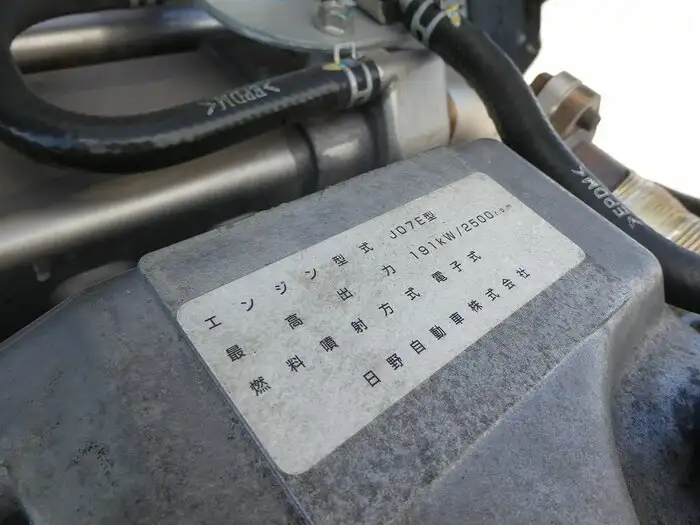 >EPDM<
>EPDM<
エンジン型式 J07E型
最高出力 191kW/2500r.p.m
燃料噴射方式 電子式
日野自動車株式会社